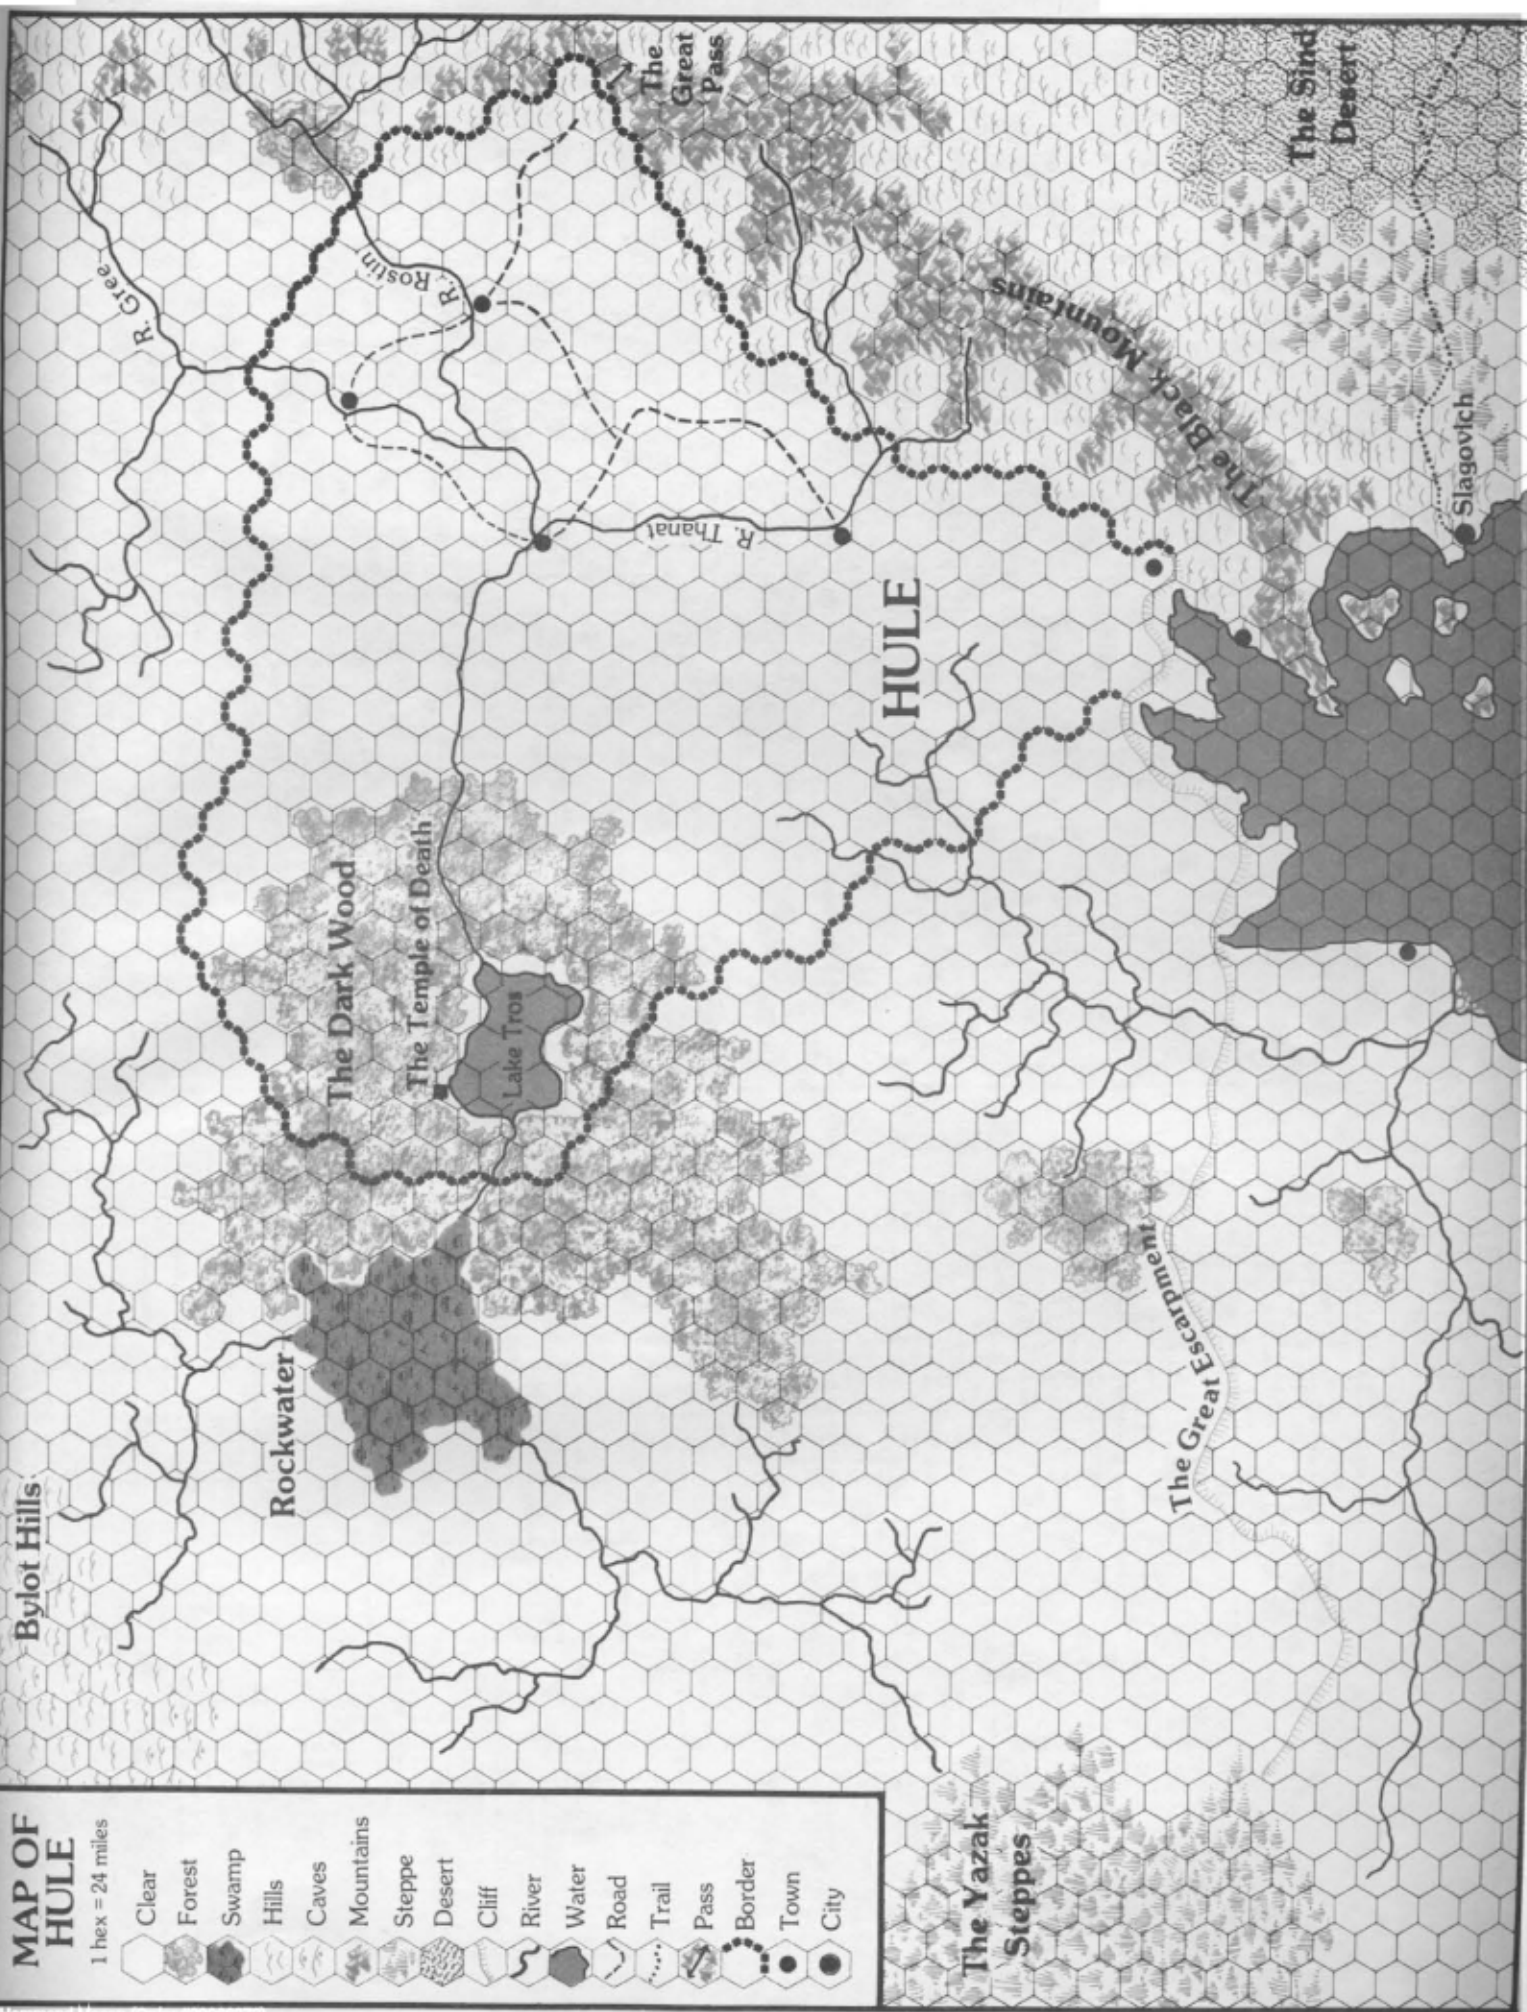 MAP OF
HULE
1 hex = 24 miles
Clear
Forest
Swamp
Hills
Caves
Mountains
Steppe
Desert
Cliff
River
Water
Road
Trail
Pass
Border
Town
City
Bylot Hills
Rockwater
The Dark Wood
The Temple of Death
Lake Tros
R. Gree
R. Rostin
R. Thanat
The
Great
Pass
HULE
The Black Mountains
The Sind
Desert
Slagovich
The Great Escarpment
The Yazak
Steppes